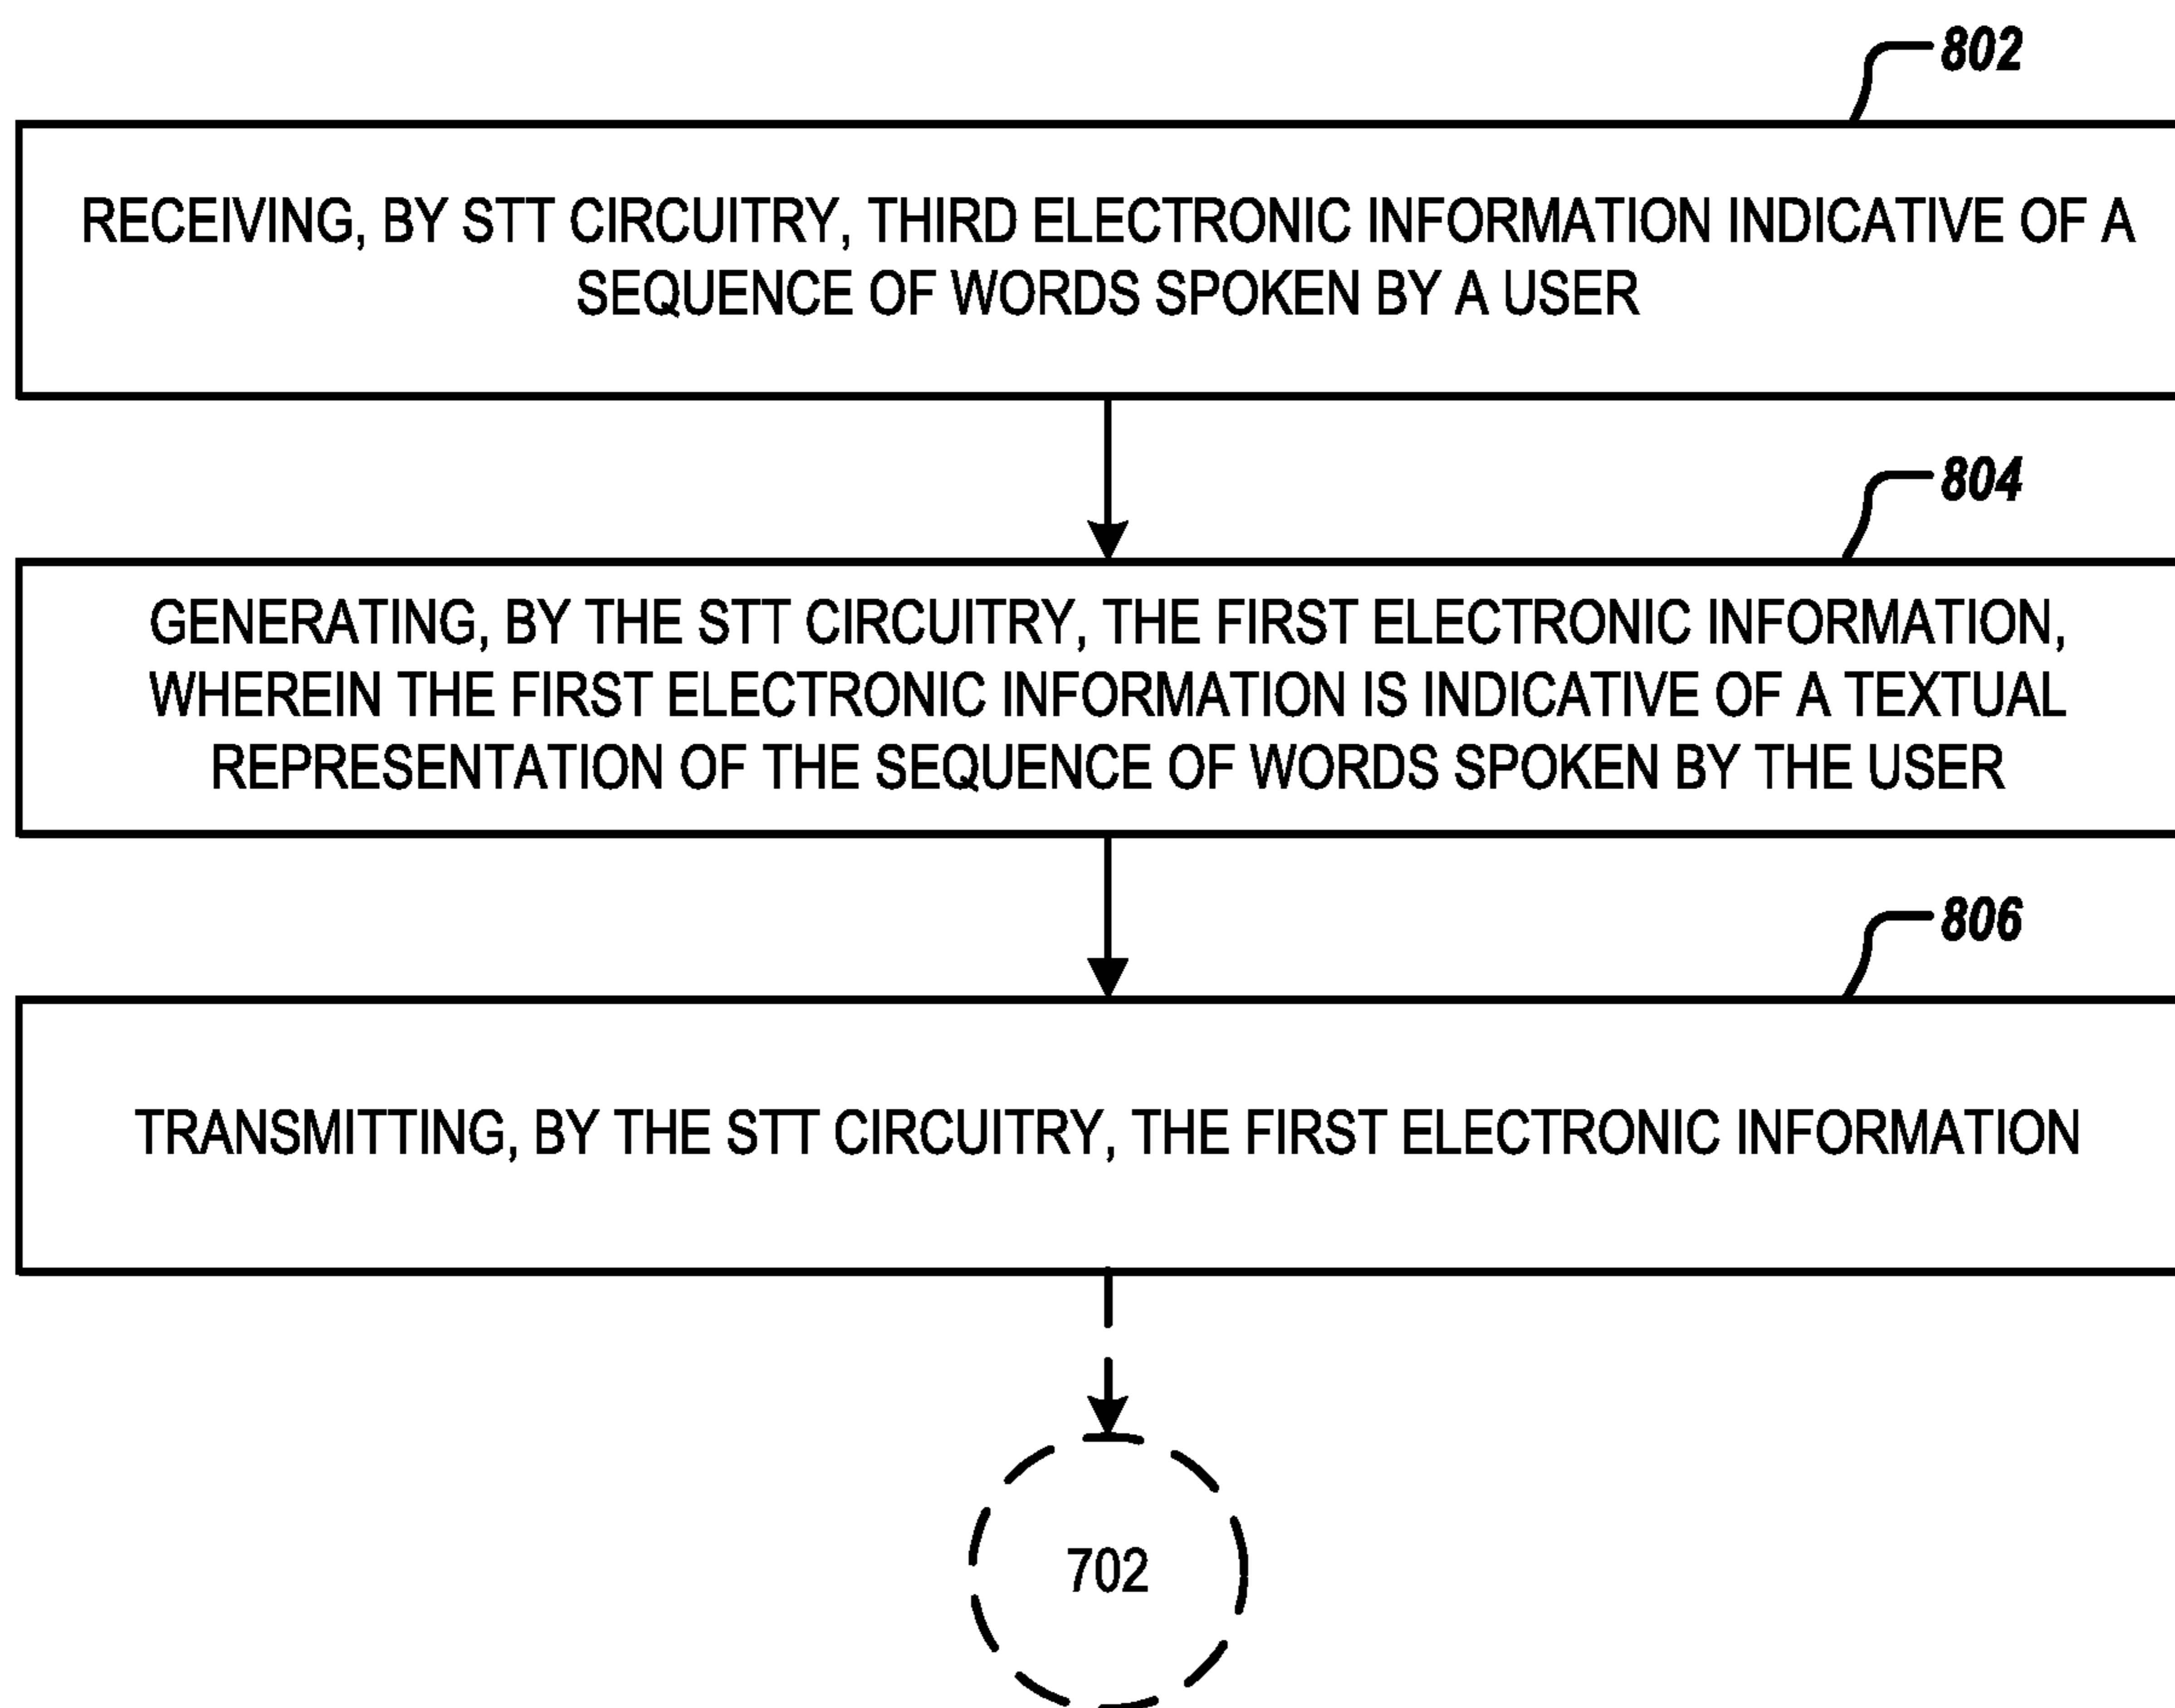 802
RECEIVING, BY STT CIRCUITRY, THIRD ELECTRONIC INFORMATION INDICATIVE OF A
SEQUENCE OF WORDS SPOKEN BY A USER
804
GENERATING, BY THE STT CIRCUITRY, THE FIRST ELECTRONIC INFORMATION,
WHEREIN THE FIRST ELECTRONIC INFORMATION IS INDICATIVE OF A TEXTUAL
REPRESENTATION OF THE SEQUENCE OF WORDS SPOKEN BY THE USER
806
TRANSMITTING, BY THE STT CIRCUITRY, THE FIRST ELECTRONIC INFORMATION
702